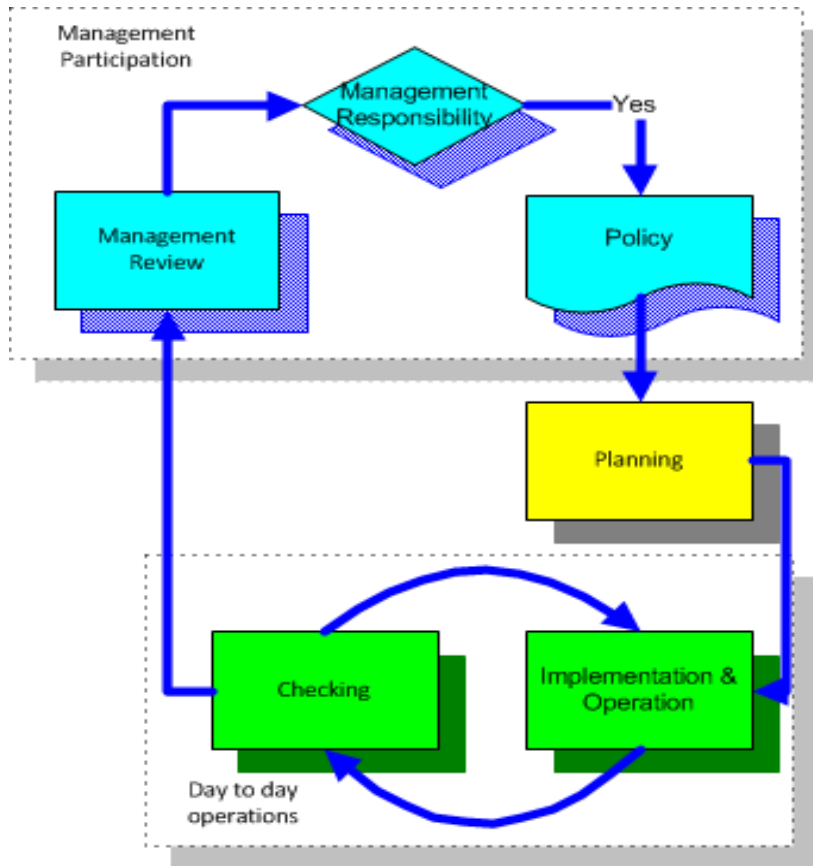 Management
Participation
Management
Responsibility
Yes
Management
Review
Policy
Planning
Checking
Implementation &
Operation
Day to day
operations